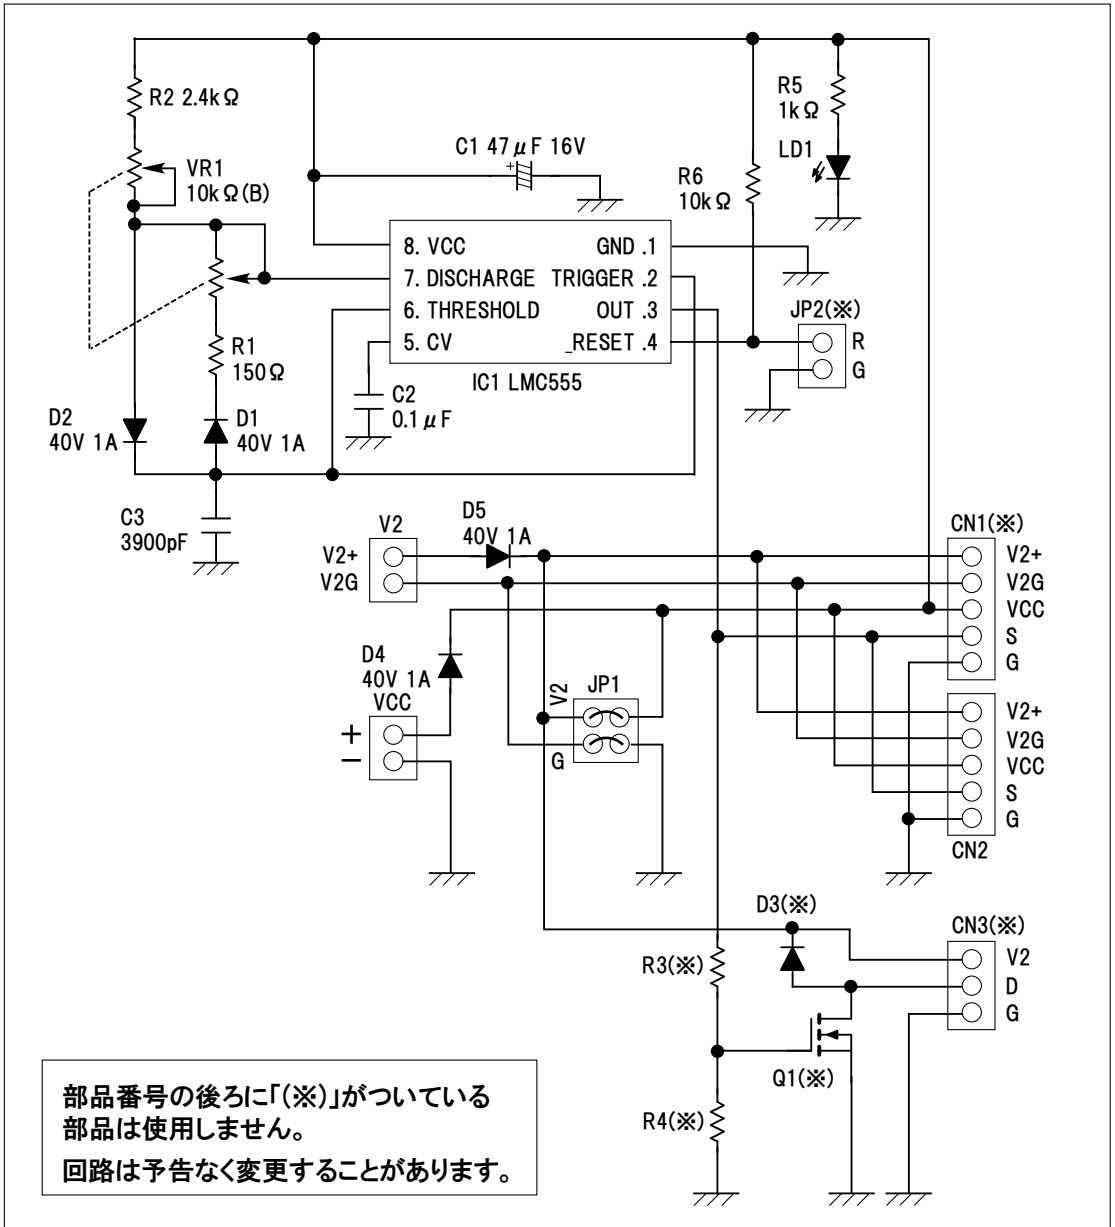 R2 2.4kΩ
VR1
10kΩ(B)
C1 47μF 16V
+
R5
1kΩ
LD1
R6
10kΩ
8. VCC
GND .1
7. DISCHARGE
TRIGGER .2
6. THRESHOLD
OUT .3
5. CV
_RESET .4
IC1 LMC555
JP2(※)
R
G
R1
150Ω
C2
0.1μF
D2
40V 1A
D1
40V 1A
C3
3900pF
V2
V2+
V2G
D5
40V 1A
CN1(※)
V2+
V2G
VCC
S
G
D4
40V 1A
VCC
+
−
JP1
V2
G
V2+
V2G
VCC
S
G
CN2
D3(※)
CN3(※)
V2
D
G
R3(※)
Q1(※)
R4(※)
部品番号の後ろに｢(※)｣がついている
部品は使用しません。
回路は予告なく変更することがあります。